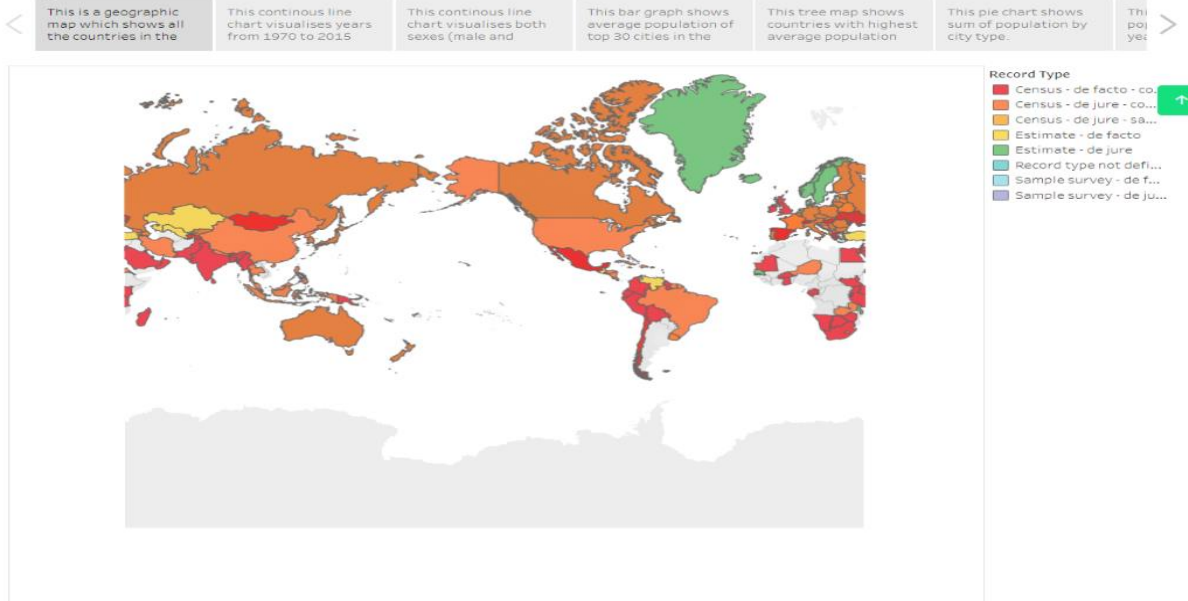 This is a geographic
map which shows all
the countries in the
This continous line
chart visualises years
from 1970 to 2015
This continous line
chart visualises both
sexes (male and
This bar graph shows
average population of
top 30 cities in the
This tree map shows
countries with highest
average population
This pie chart shows
sum of population by
city type.
Thi
pop
yea
Record Type
Census - de facto - co...
Census - de jure - co...
Census - de jure - sa...
Estimate - de facto
Estimate - de jure
Record type not defi...
Sample survey - de f...
Sample survey - de ju...